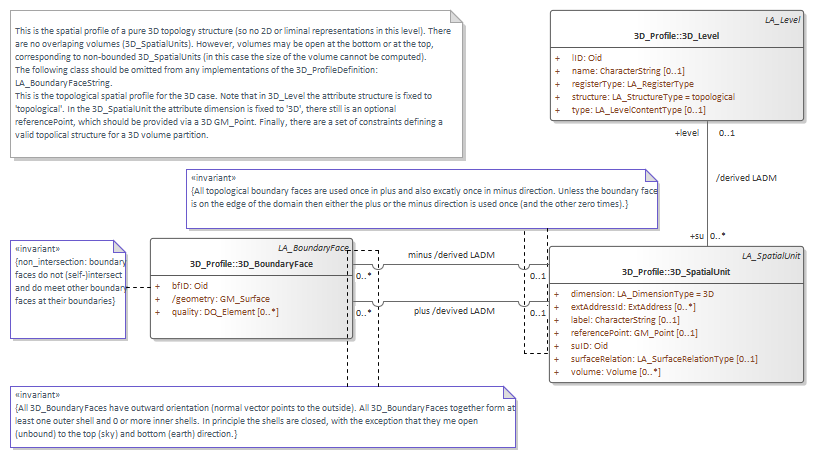 This is the spatial profile of a pure 3D topology structure (so no 2D or liminal representations in this level). There
are no overlaping volumes (3D_SpatialUnits). However, volumes may be open at the bottom or at the top,
corresponding to non-bounded 3D_SpatialUnits (in this case the size of the volume cannot be computed).
The following class should be omitted from any implementations of the 3D_ProfileDefinition:
LA_BoundaryFaceString.
This is the topological spatial profile for the 3D case. Note that in 3D_Level the attribute structure is fixed to
'topological'. In the 3D_SpatialUnit the attribute dimension is fixed to '3D', there still is an optional
referencePoint, which should be provided via a 3D GM_Point. Finally, there are a set of constraints defining a
valid topolical structure for a 3D volume partition.
LA_Level
3D_Profile::3D_Level
+ lID: Oid
+ name: CharacterString [0..1]
+ registerType: LA_RegisterType
+ structure: LA_StructureType = topological
+ type: LA_LevelContentType [0..1]
+level 0..1
/derived LADM
+su 0..*
«invariant»
{All topological boundary faces are used once in plus and also excatly once in minus direction. Unless the boundary face
is on the edge of the domain then either the plus or the minus direction is used once (and the other zero times).}
«invariant»
{non_intersection: boundary
faces do not (self-)intersect
and do meet other boundary
faces at their boundaries}
LA_BoundaryFace
3D_Profile::3D_BoundaryFace
+ bfID: Oid
+ /geometry: GM_Surface
+ quality: DQ_Element [0..*]
minus /derived LADM
0..* 0..1
plus /devived LADM
0..* 0..1
LA_SpatialUnit
3D_Profile::3D_SpatialUnit
+ dimension: LA_DimensionType = 3D
+ extAddressId: ExtAddress [0..*]
+ label: CharacterString [0..1]
+ referencePoint: GM_Point [0..1]
+ suID: Oid
+ surfaceRelation: LA_SurfaceRelationType [0..1]
+ volume: Volume [0..*]
«invariant»
{All 3D_BoundaryFaces have outward orientation (normal vector points to the outside). All 3D_BoundaryFaces together form at
least one outer shell and 0 or more inner shells. In principle the shells are closed, with the exception that they me open
(unbound) to the top (sky) and bottom (earth) direction.}